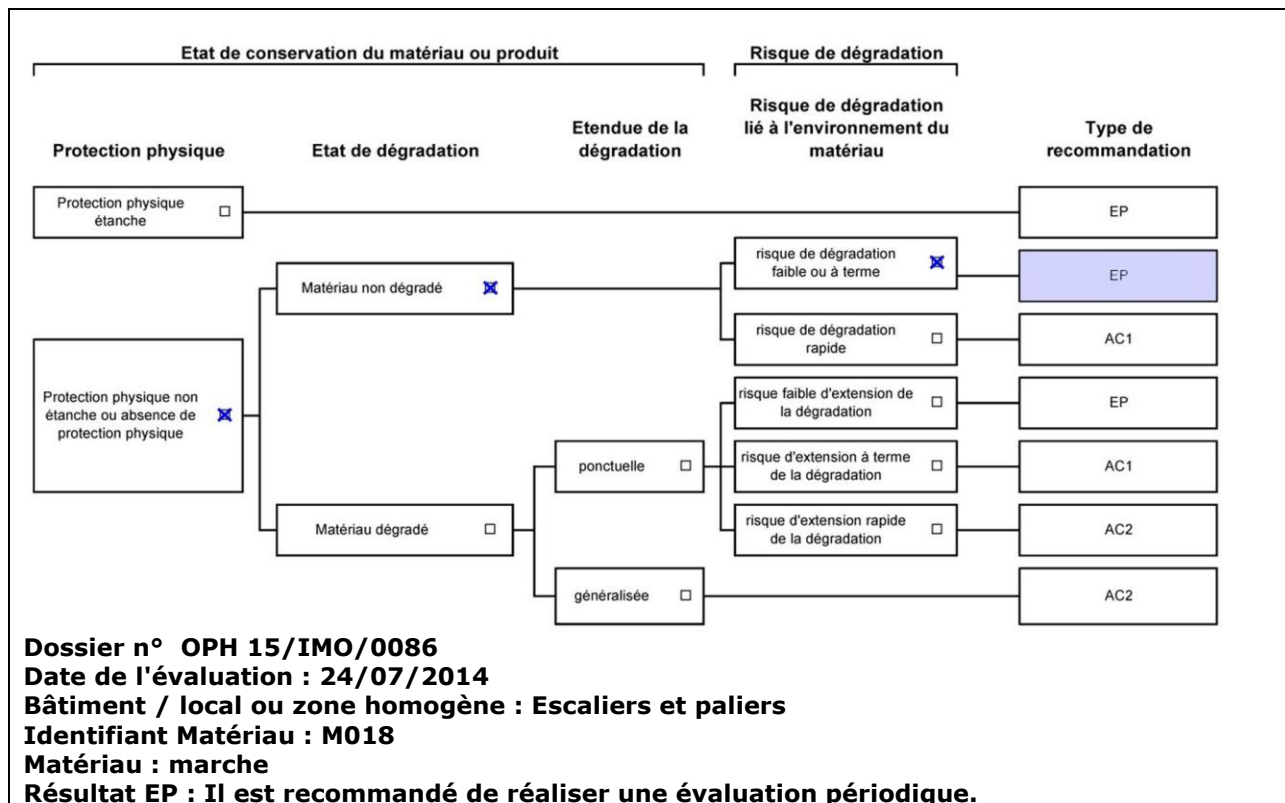 Etat de conservation du matériau ou produit
Risque de dégradation
Protection physique
Etat de dégradation
Etendue de la
dégradation
Risque de dégradation
lié à l'environnement du
matériau
Type de
recommandation
Protection physique
étanche
EP
Matériau non dégradé
risque de dégradation
faible ou à terme
EP
risque de dégradation
rapide
AC1
Protection physique non
étanche ou absence de
protection physique
risque faible d'extension de
la dégradation
EP
ponctuelle
risque d'extension à terme
de la dégradation
AC1
Matériau dégradé
risque d'extension rapide
de la dégradation
AC2
généralisée
AC2
Dossier n° OPH 15/IMO/0086
Date de l'évaluation : 24/07/2014
Bâtiment / local ou zone homogène : Escaliers et paliers
Identifiant Matériau : M018
Matériau : marche
Résultat EP : Il est recommandé de réaliser une évaluation périodique.